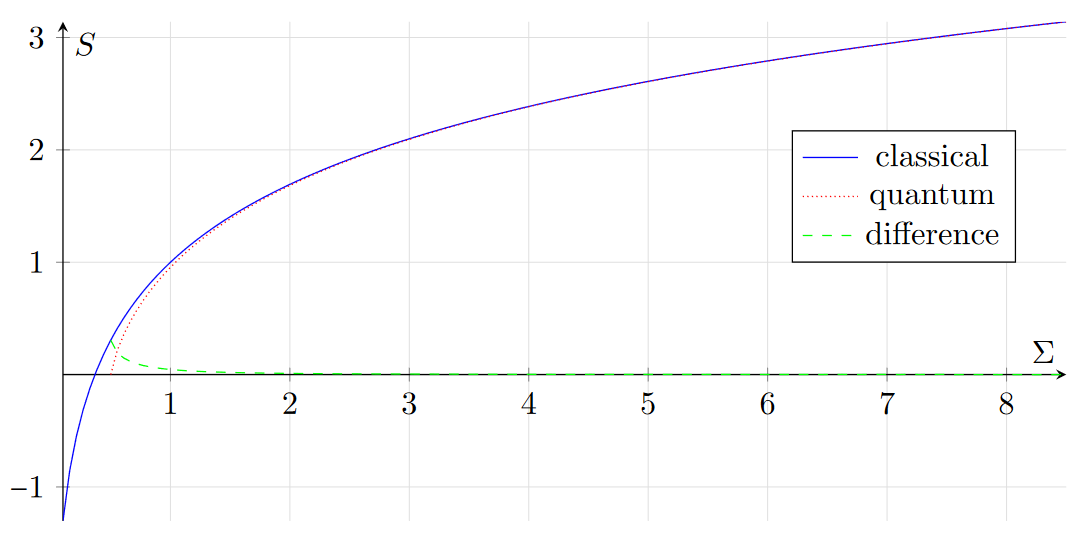 3
S
2
classical
quantum
difference
1
Σ
1 2 3 4 5 6 7 8
−1